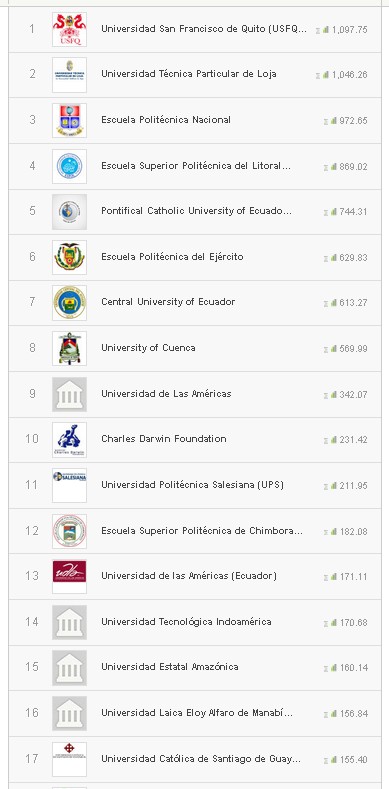 1 USFQ Universidad San Francisco de Quito (USFQ... Σ 1,097.75
2 Universidad Técnica Particular de Loja Σ 1,046.26
3 Escuela Politécnica Nacional Σ 972.65
4 Escuela Superior Politécnica del Litoral... Σ 869.02
5 Pontifical Catholic University of Ecuado... Σ 744.31
6 Escuela Politécnica del Ejército Σ 629.83
7 Central University of Ecuador Σ 613.27
8 University of Cuenca Σ 569.99
9 Universidad de Las Américas Σ 342.07
10 Charles Darwin Foundation Σ 231.42
11 SALESIANA Universidad Politécnica Salesiana (UPS) Σ 211.95
12 Escuela Superior Politécnica de Chimbora... Σ 182.08
13 udla Universidad de las Américas (Ecuador) Σ 171.11
14 Universidad Tecnológica Indoamérica Σ 170.68
15 Universidad Estatal Amazónica Σ 160.14
16 Universidad Laica Eloy Alfaro de Manabí... Σ 156.84
17 Universidad Católica de Santiago de Guay... Σ 155.40